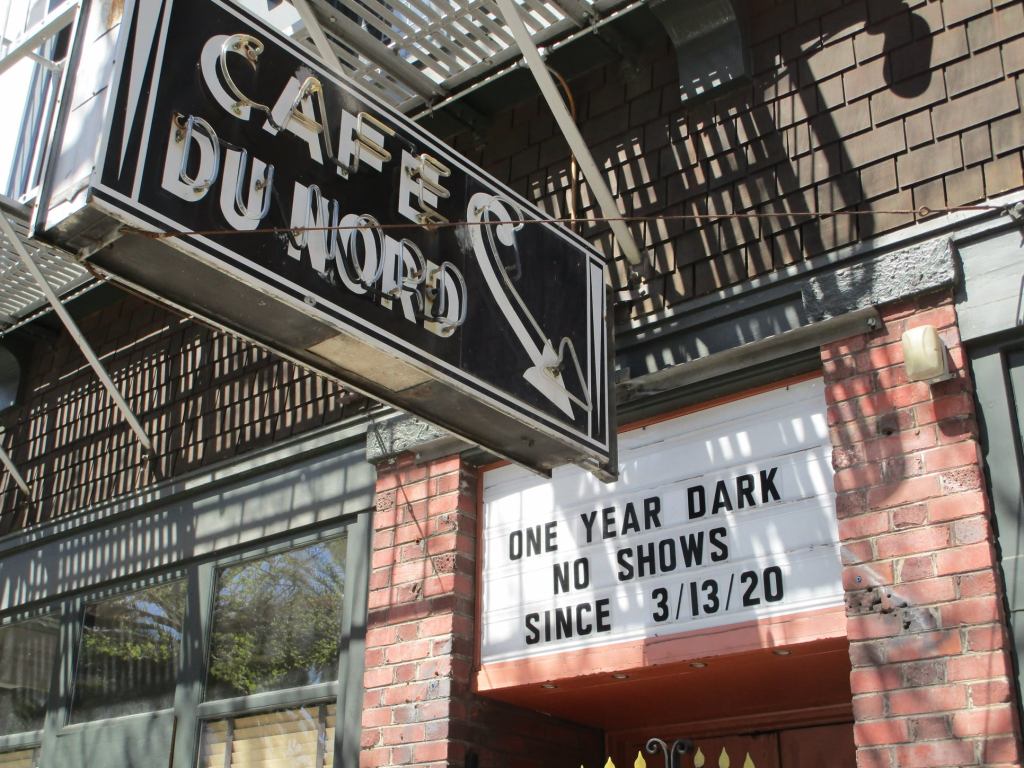 CAFE
DU NORD
ONE YEAR DARK
NO SHOWS
SINCE 3/13/20